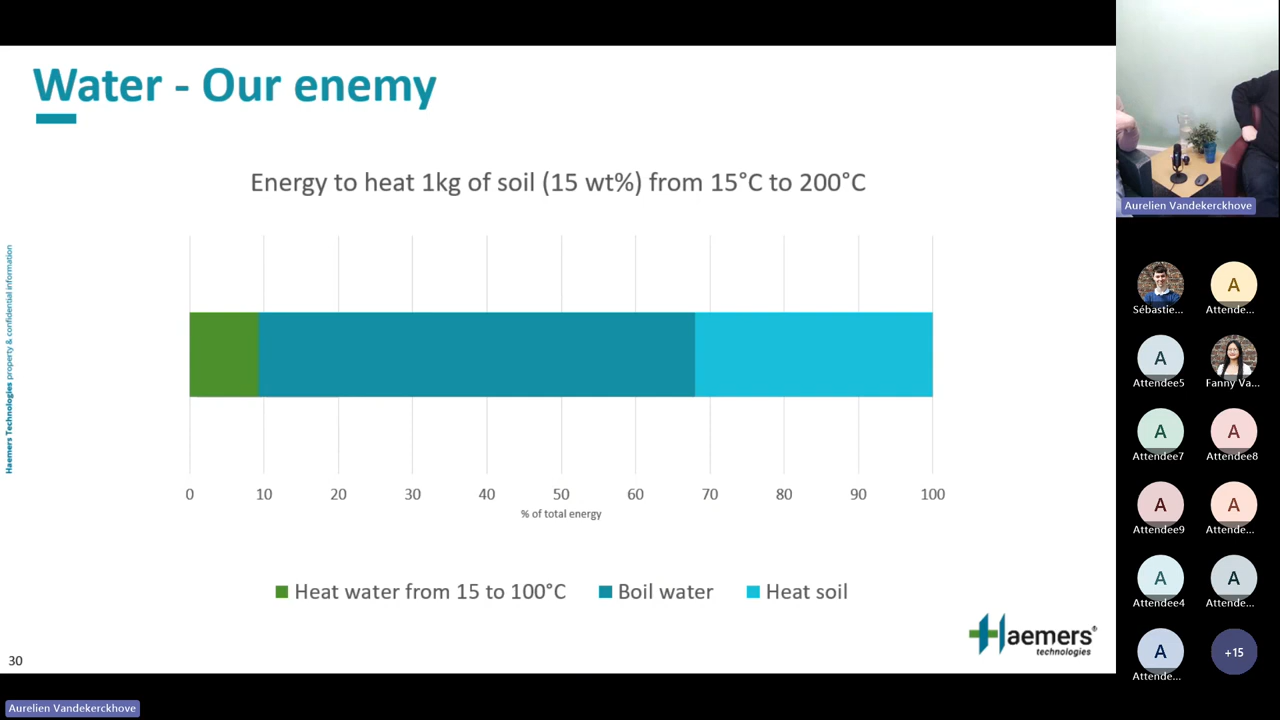 Water - Our enemy
Energy to heat 1kg of soil (15 wt%) from 15°C to 200°C
0 10 20 30 40 50 60 70 80 90 100
% of total energy
Heat water from 15 to 100°C Boil water Heat soil
Haemers Technologies property & confidential information
Haemers®
technologies
30
Aurelien Vandekerckhove
Aurelien Vandekerckhove
Sébastie... A
Attende...
A
Attendee5 Fanny Va...
A A
Attendee7 Attendee8
A A
Attendee9 Attende...
A A
Attendee4 Attende...
A +15
Attende...